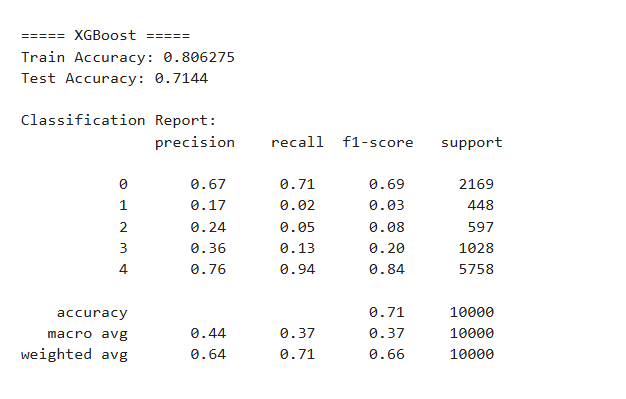 ===== XGBoost =====
Train Accuracy: 0.806275
Test Accuracy: 0.7144
Classification Report:
precision recall f1-score support
0 0.67 0.71 0.69 2169
1 0.17 0.02 0.03 448
2 0.24 0.05 0.08 597
3 0.36 0.13 0.20 1028
4 0.76 0.94 0.84 5758
accuracy 0.71 10000
macro avg 0.44 0.37 0.37 10000
weighted avg 0.64 0.71 0.66 10000